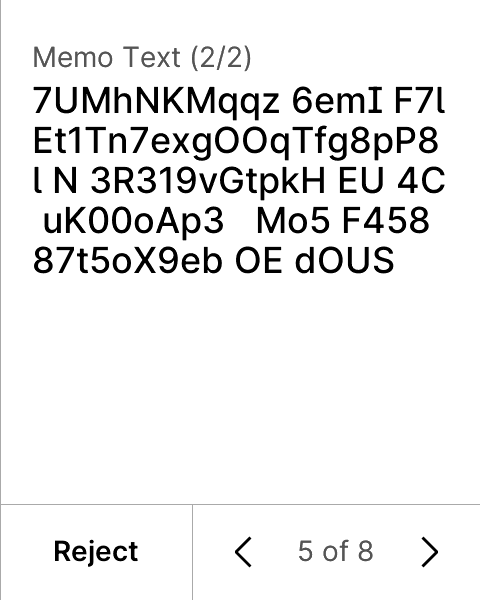 Memo Text (2/2)
7UMhNKMqqz 6emI F7l
Et1Tn7exgOOqTfg8pP8
l N 3R319vGtpkH EU 4C
 uK00oAp3   Mo5 F458
87t5oX9eb OE dOUS
Reject
5 of 8